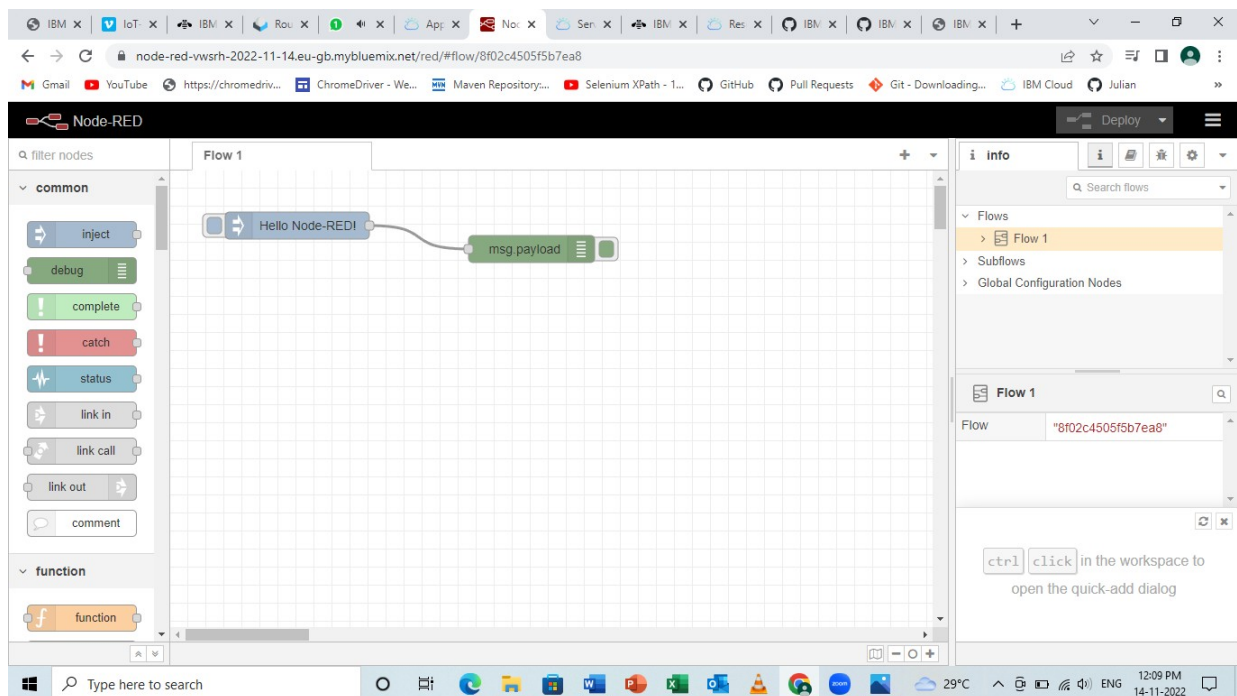 IBM IoT- IBM Rou App Noc Ser IBM Res IBM IBM IBM
node-red-vwsrh-2022-11-14.eu-gb.mybluemix.net/red/#flow/8f02c4505f5b7ea8
Gmail YouTube https://chromedriv... ChromeDriver - We... Maven Repository:... Selenium XPath - 1... GitHub Pull Requests Git - Downloading... IBM Cloud Julian »
Node-RED Deploy
filter nodes
Flow 1
i info
common
Search flows
inject
debug
complete
catch
status
link in
link call
link out
comment
function
function
Hello Node-RED!
msg.payload
Flows
Flow 1
Subflows
Global Configuration Nodes
Flow 1
Flow "8f02c4505f5b7ea8"
ctrl click in the workspace to
open the quick-add dialog
Type here to search
zoom
29°C ENG 12:09 PM
14-11-2022